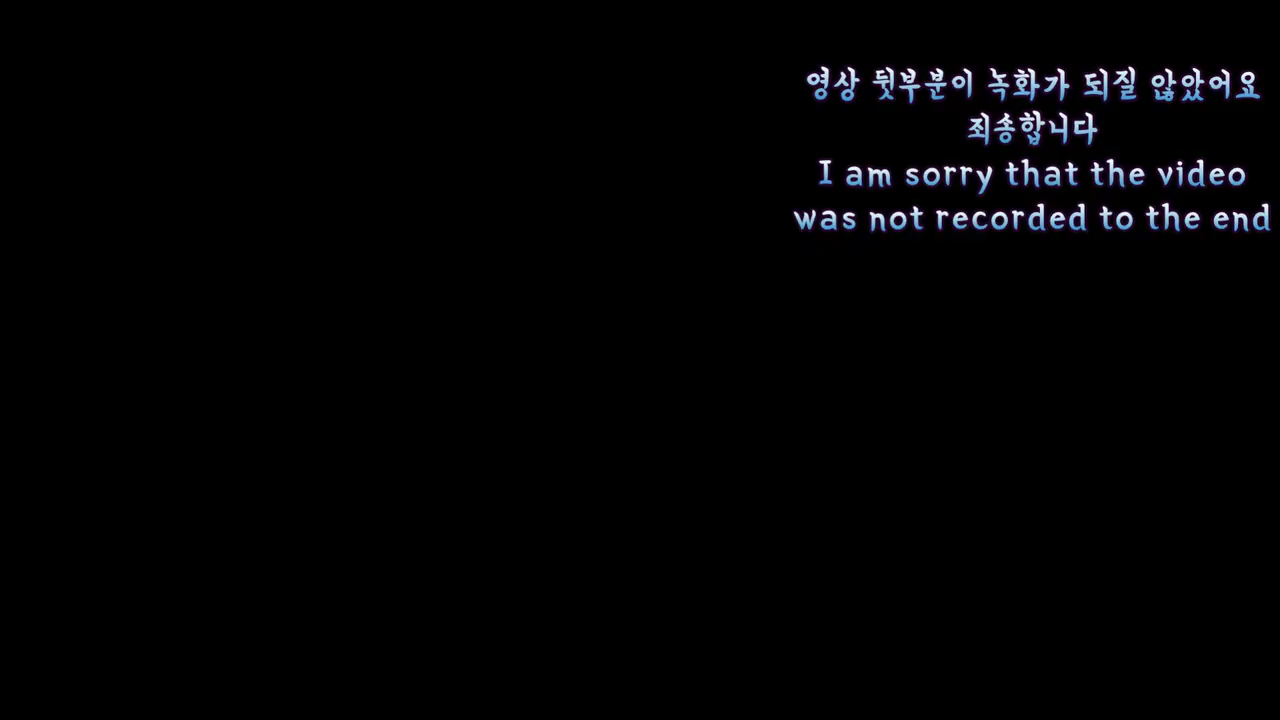 영상 뒷부분이 녹화가 되질 않았어요
죄송합니다
I am sorry that the video
was not recorded to the end